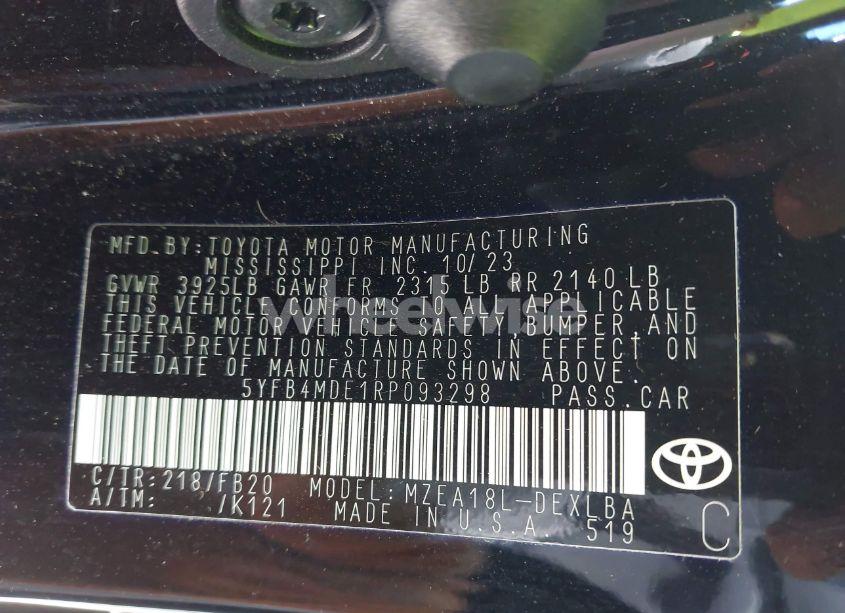 MFD.BY:TOYOTA MOTOR MANUFACTURING
MISSISSIPPI INC. 10/23
GVWR 3925LB GAWR FR 2315 LB RR 2140 LB
THIS VEHICLE CONFORMS TO ALL APPLICABLE
FEDERAL MOTOR VEHICLE SAFETY,BUMPER,AND
THEFT PREVENTION STANDARDS IN EFFECT ON
THE DATE OF MANUFACTURE SHOWN ABOVE.
5YFB4MDE1RP093298 PASS.CAR
C/TR:218/FB20 MODEL:MZEA18L-DEXLBA
A/TM: /K121 MADE IN U.S.A. 519
C
wheelwise